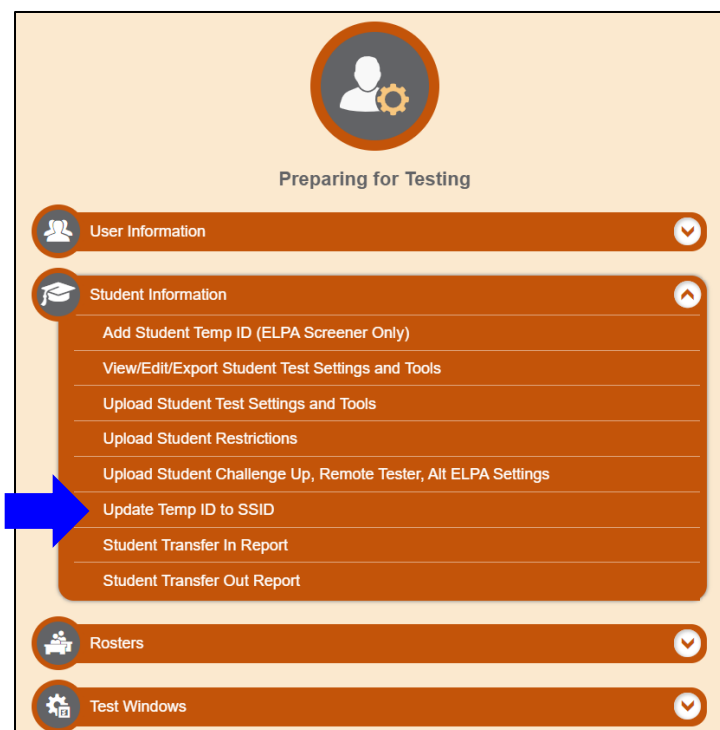 Preparing for Testing
User Information
Student Information
Add Student Temp ID (ELPA Screener Only)
View/Edit/Export Student Test Settings and Tools
Upload Student Test Settings and Tools
Upload Student Restrictions
Upload Student Challenge Up, Remote Tester, Alt ELPA Settings
Update Temp ID to SSID
Student Transfer In Report
Student Transfer Out Report
Rosters
Test Windows